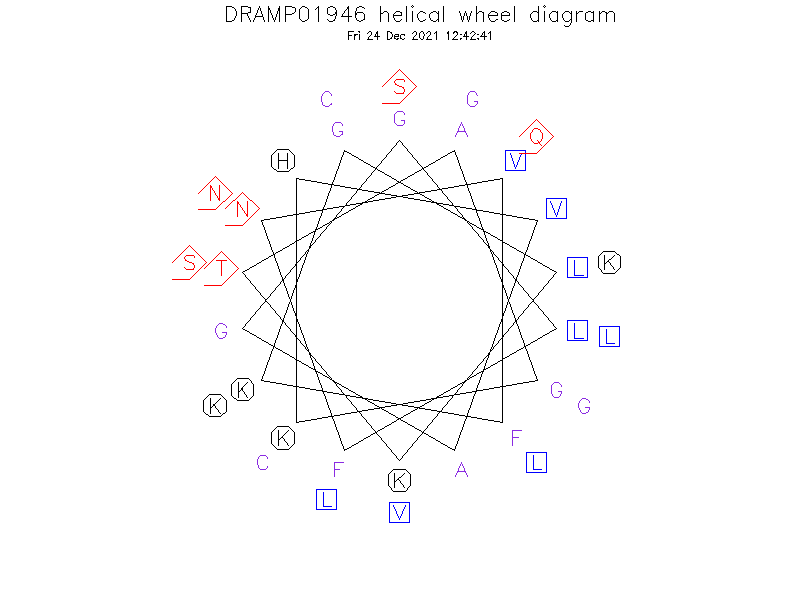 DRAMP01946 helical wheel diagram
Fri 24 Dec 2021 12:42:41
S
C G
G
G A
Q
H V
N
N V
S T L K
G L L
K K G G
K F
C F A L
K
L
V